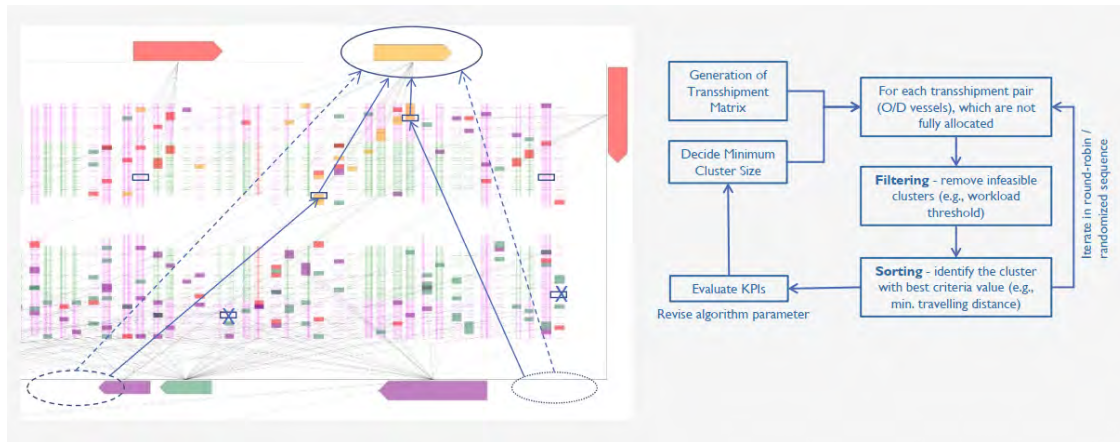 Generation of
Transshipment
Matrix
Decide Minimum
Cluster Size
Evaluate KPIs
Revise algorithm parameter
For each transshipment pair
(O/D vessels), which are not
fully allocated
Filtering - remove infeasible
clusters (e.g., workload
threshold)
Sorting - identify the cluster
with best criteria value (e.g.,
min. travelling distance)
Iterate in round-robin /
randomized sequence